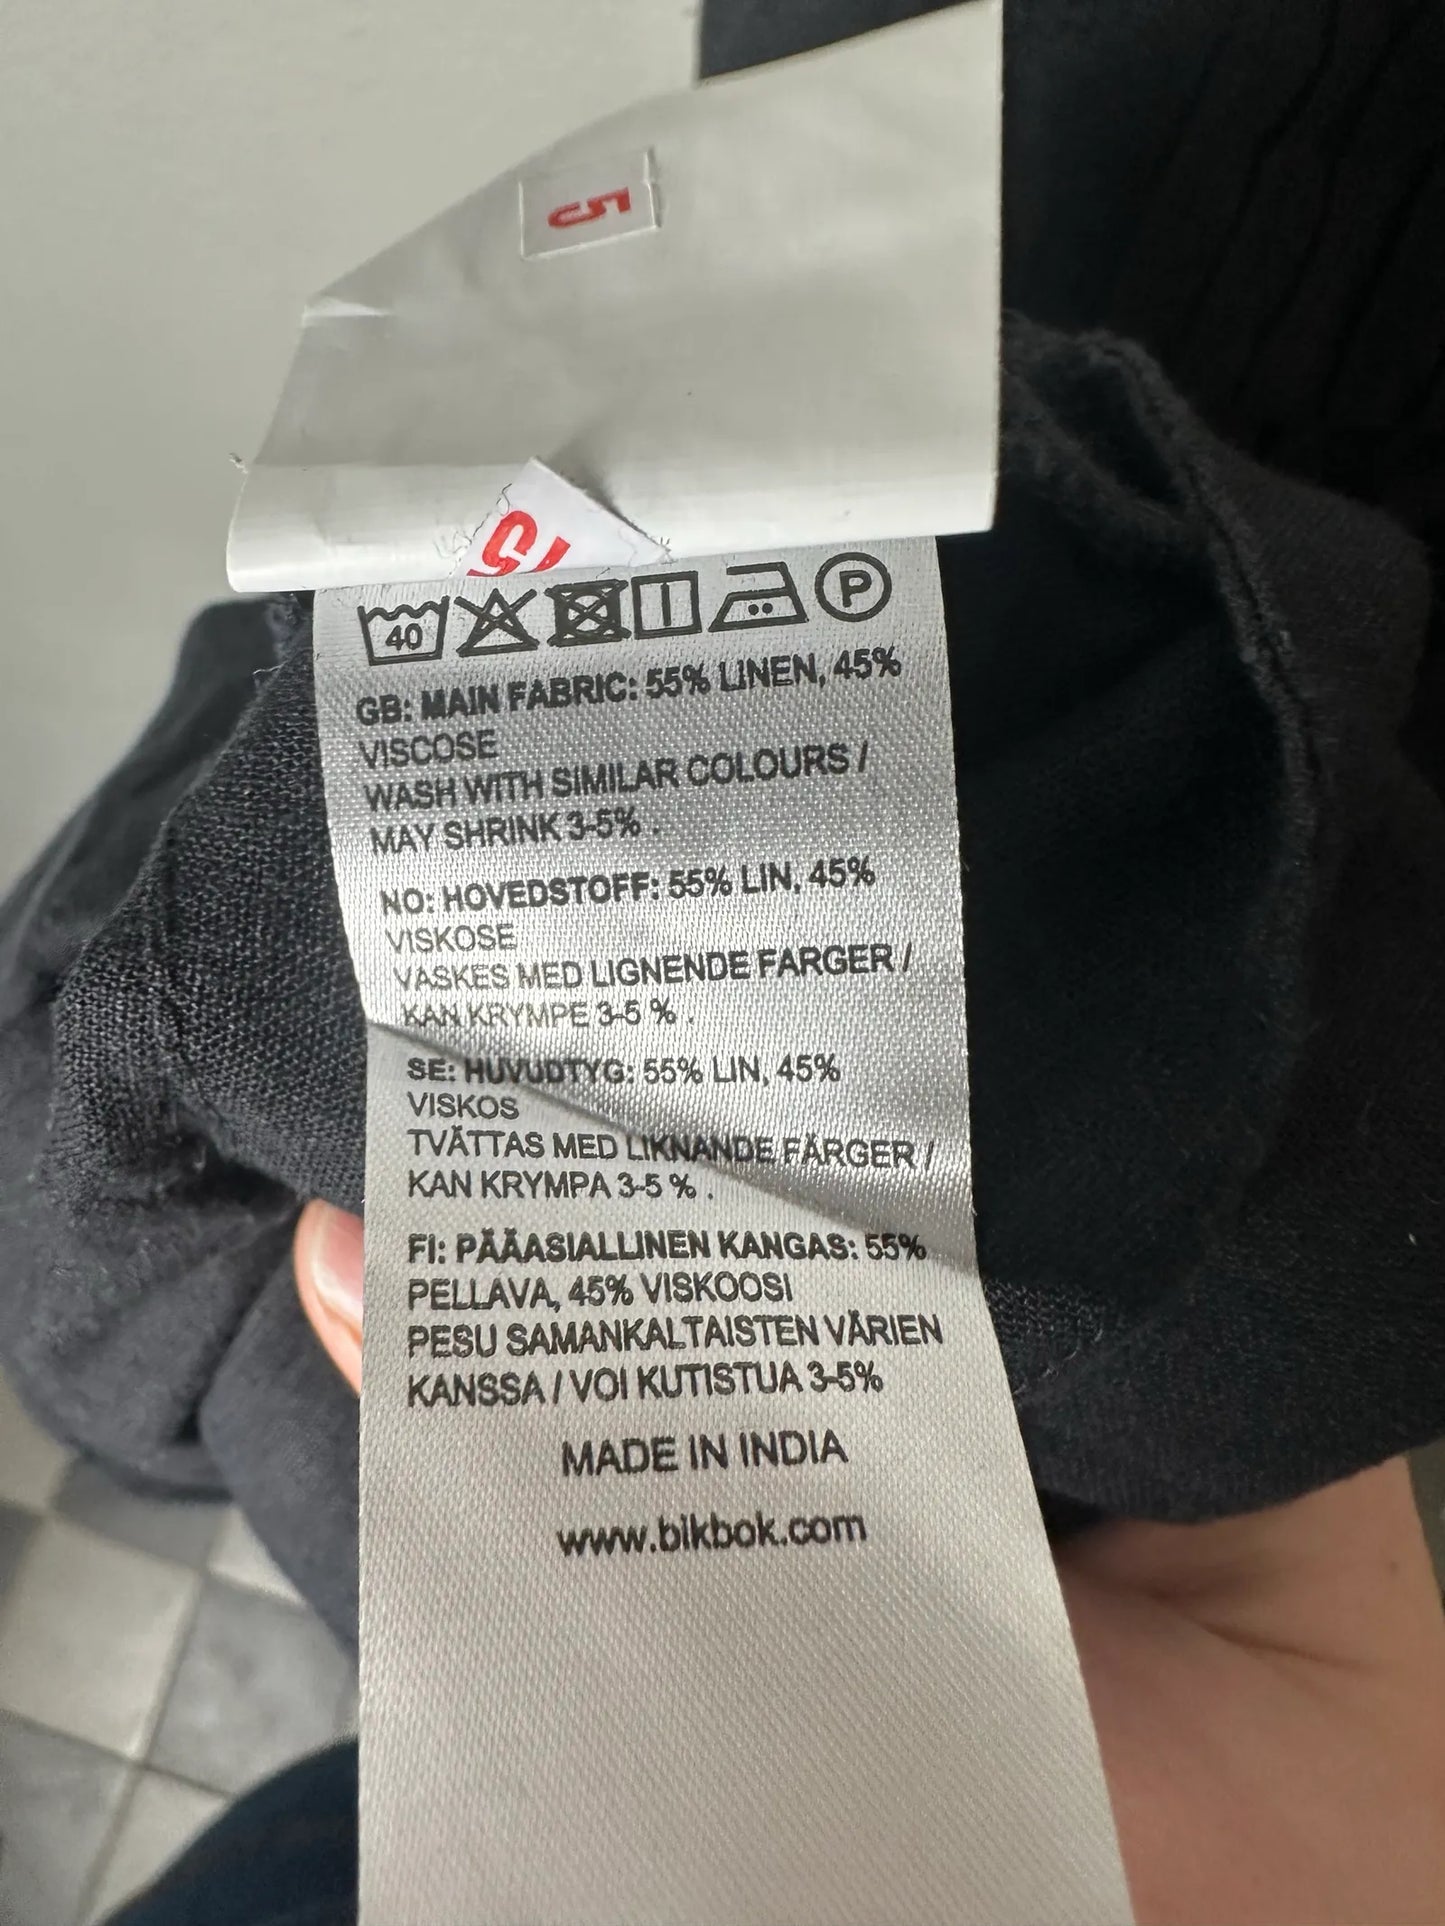 5
5
40
P
GB: MAIN FABRIC: 55% LINEN, 45%
VISCOSE
WASH WITH SIMILAR COLOURS /
MAY SHRINK 3-5% .
NO: HOVEDSTOFF: 55% LIN, 45%
VISKOSE
VASKES MED LIGNENDE FARGER /
KAN KRYMPE 3-5 % .
SE: HUVUDTYG: 55% LIN, 45%
VISKOS
TVÄTTAS MED LIKNANDE FÄRGER /
KAN KRYMPA 3-5 % .
FI: PÄÄASIALLINEN KANGAS: 55%
PELLAVA, 45% VISKOOSI
PESU SAMANKALTAISTEN VÄRIEN
KANSSA / VOI KUTISTUA 3-5%
MADE IN INDIA
www.bikbok.com